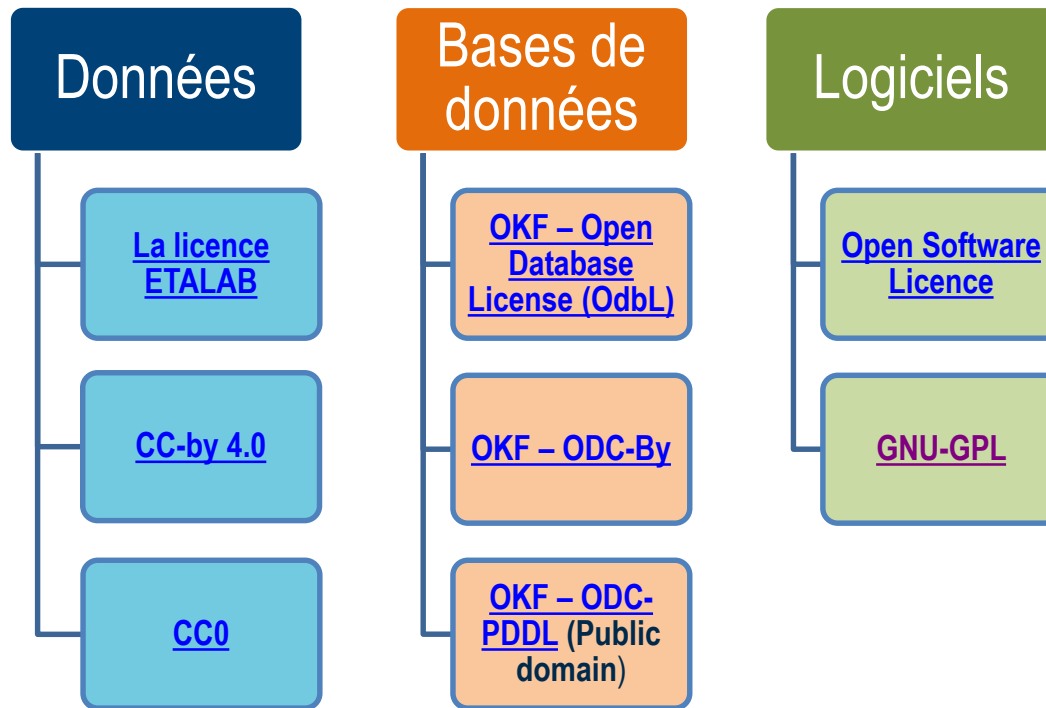 Données
La licence
ETALAB
CC-by 4.0
CC0
Bases de
données
OKF – Open
Database
License (OdbL)
OKF – ODC-By
OKF – ODC-
PDDL (Public
domain)
Logiciels
Open Software
Licence
GNU-GPL